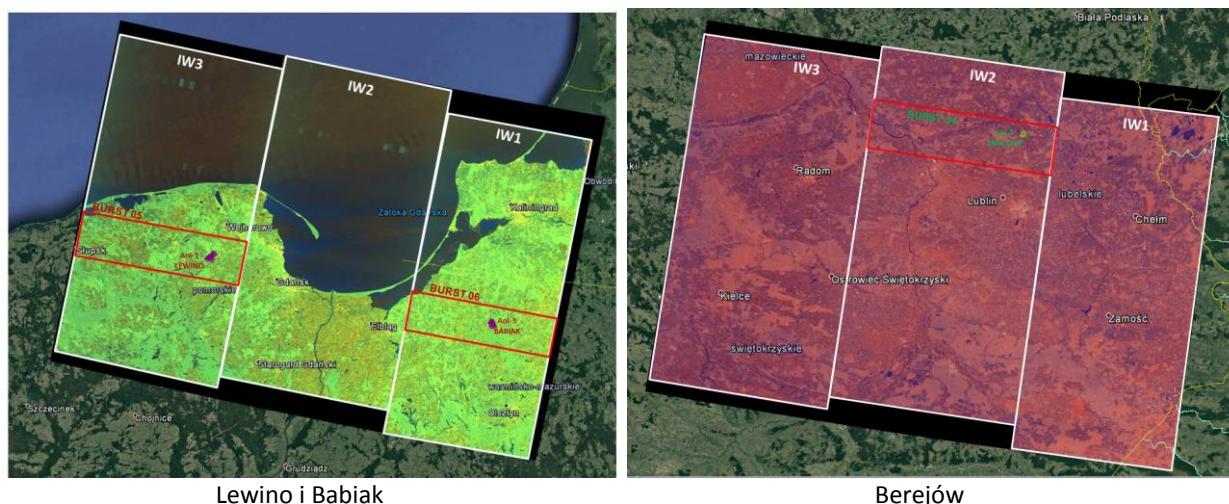 IW3
IW2
IW1
Obwód
Zatoka Gdańska
Kaliningrad
BURST 05
Wejherowo
Słupsk
AoI-1
LEWINO
pomorskie
Gdańsk
BURST 06
Elbląg
AoI-3
BABIAK
Starogard Gdański
warmińsko-mazurskie
Szczecinek
Chojnice
Olsztyn
Grudziądz
Lewino i Babiak
Biała Podlaska
mazowieckie
IW3
IW2
IW1
BURST 04
Radom
Lublin
lubelskie
Chełm
Ostrowiec Świętokrzyski
Kielce
Zamość
świętokrzyskie
Berejów